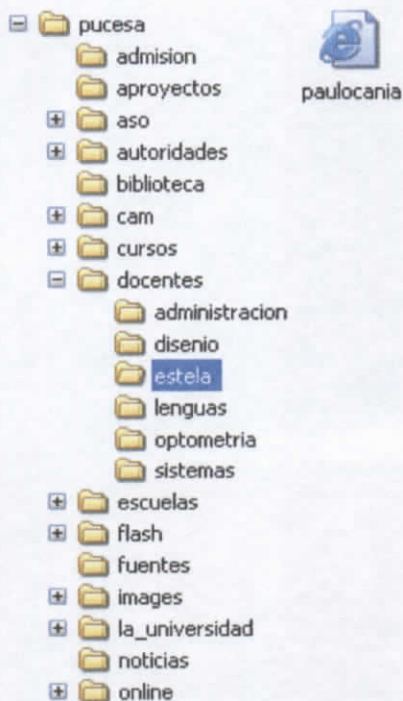 pucesa
admision
aproyectos
aso
autoridades
biblioteca
cam
cursos
docentes
administracion
disenio
estela
lenguas
optometria
sistemas
escuelas
flash
fuentes
images
la_universidad
noticias
online
paulocania